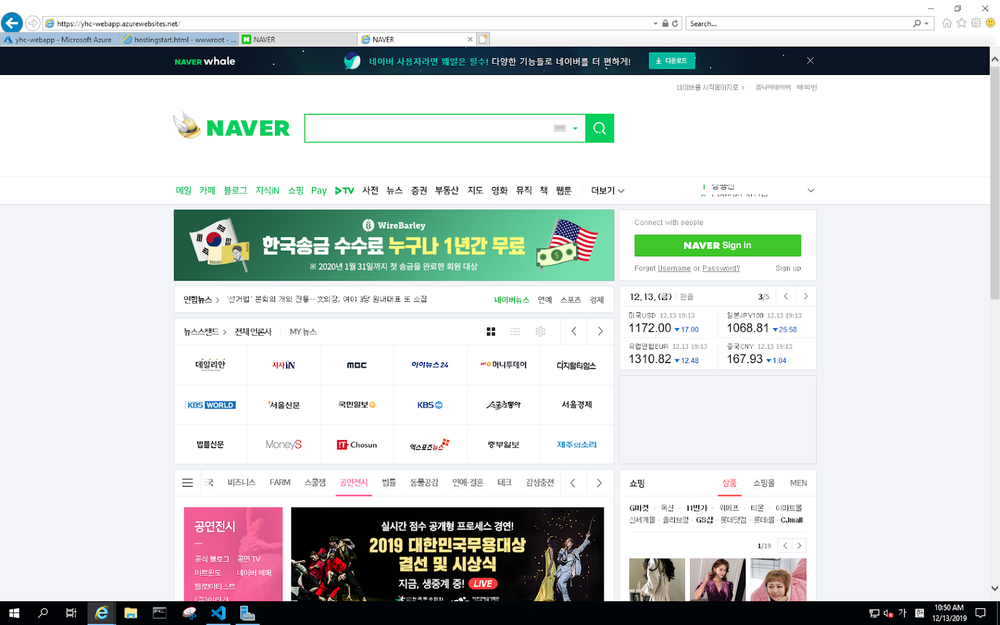 https://yhc-webapp.azurewebsites.net/
Search...
yhc-webapp - Microsoft Azure
hostingstart.html - wwwroot - ...
NAVER
NAVER
NAVER whale
네이버 사용자라면 웨일은 필수! 다양한 기능들로 네이버를 더 편하게!
다운로드
네이버를 시작페이지로
쥬니어네이버 해피빈
NAVER
메일 카페 블로그 지식iN 쇼핑 Pay TV 사전 뉴스 증권 부동산 지도 영화 뮤직 책 웹툰 더보기
WireBarley
한국송금 수수료 누구나 1년간 무료
※ 2020년 1월 31일까지 첫 송금을 완료한 회원 대상
Connect with people
NAVER Sign in
Forgot Username or Password? Sign up
연합뉴스 '선거법' 본회의 개의 진통…文의장, 여야 3당 원내대표 또 소집
네이버뉴스 연예 스포츠 경제
12.13. (금) 환율 3/5
미국USD 12.13 19:13
1172.00 ▼17.00
일본JPY100 12.13 19:13
1068.81 ▼25.58
유럽연합EUR 12.13 19:13
1310.82 ▼12.48
중국CNY 12.13 19:13
167.93 ▼1.04
뉴스스탠드 전체언론사 MY 뉴스
데일리안 시사IN MBC 아이뉴스24 MT 머니투데이 디지털타임스
KBS WORLD 서울신문 국민일보 KBS 스포츠동아 서울경제
법률신문 MoneyS IT Chosun 엑스포츠뉴스 중부일보 제주의소리
국 비즈니스 FARM 스쿨잼 공연전시 법률 동물공감 연애·결혼 테크 감성충전
쇼핑 상품 쇼핑몰 MEN
G마켓 · 옥션 · 11번가 · 위메프 · 티몬 · 이마트몰
신세계몰 · 올리브영 · GS샵 · 롯데닷컴 · 롯데i몰 · CJmall
1/19
공연전시
공식 블로그 공연 TV
아트윈도 네이버 예매
헬로!아티스트
실시간 점수 공개형 프로세스 경연!
2019 대한민국무용대상
결선 및 시상식
지금, 생중계 중! LIVE
가
10:50 AM
12/13/2019